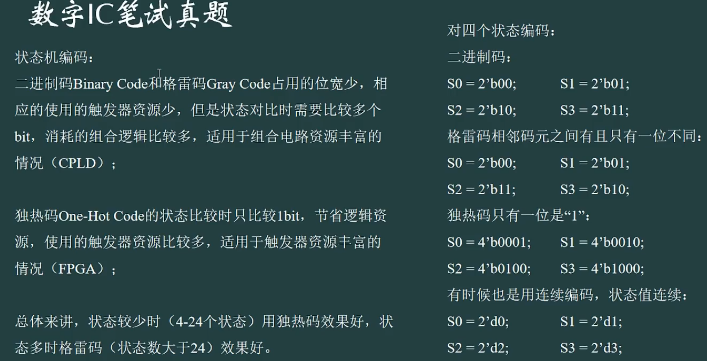 数字IC笔试真题
状态机编码：
二进制码Binary Code和格雷码Gray Code占用的位宽少，相
应的使用的触发器资源少，但是状态对比时需要比较多个
bit，消耗的组合逻辑比较多，适用于组合电路资源丰富的
情况（CPLD）；
独热码One-Hot Code的状态比较时只比较1bit，节省逻辑资
源，使用的触发器资源比较多，适用于触发器资源丰富的
情况（FPGA）；
总体来讲，状态较少时（4-24个状态）用独热码效果好，状
态多时格雷码（状态数大于24）效果好。
对四个状态编码：
二进制码：
S0 = 2’b00; S1 = 2’b01;
S2 = 2’b10; S3 = 2’b11;
格雷码相邻码元之间有且只有一位不同：
S0 = 2’b00; S1 = 2’b01;
S2 = 2’b11; S3 = 2’b10;
独热码只有一位是“1”：
S0 = 4’b0001; S1 = 4’b0010;
S2 = 4’b0100; S3 = 4’b1000;
有时候也是用连续编码，状态值连续：
S0 = 2’d0; S1 = 2’d1;
S2 = 2’d2; S3 = 2’d3;